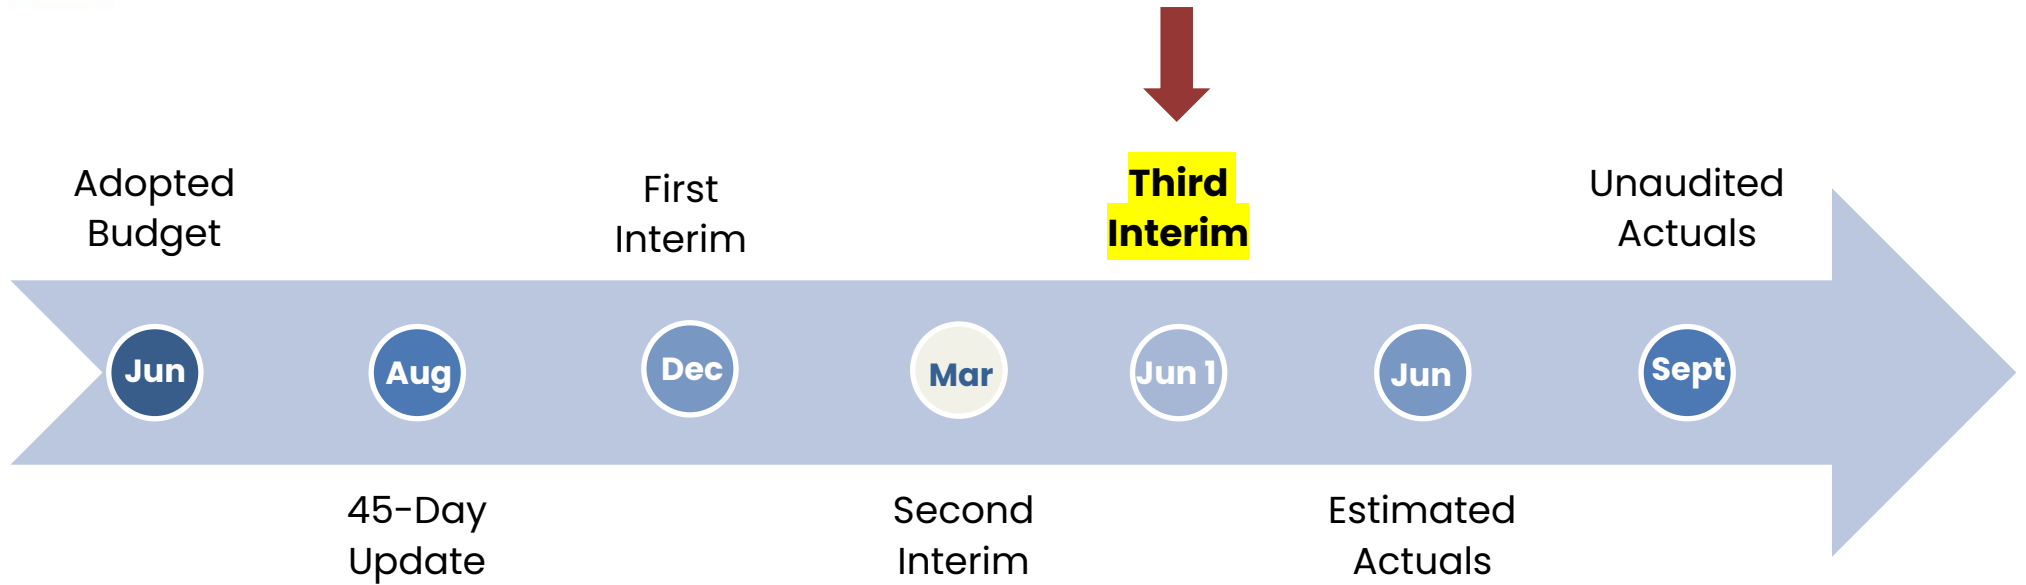 Adopted
Budget
First
Interim
Third
Interim
Unaudited
Actuals
Jun
Aug
Dec
Mar
Jun 1
Jun
Sept
45-Day
Update
Second
Interim
Estimated
Actuals